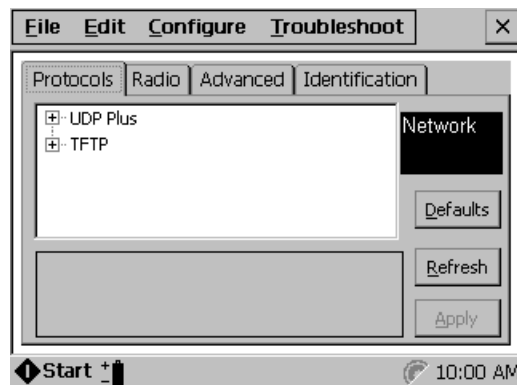 File Edit Configure Troubleshoot ×
Protocols Radio Advanced Identification
UDP Plus
TFTP
Network
Defaults
Refresh
Apply
Start 10:00 AM